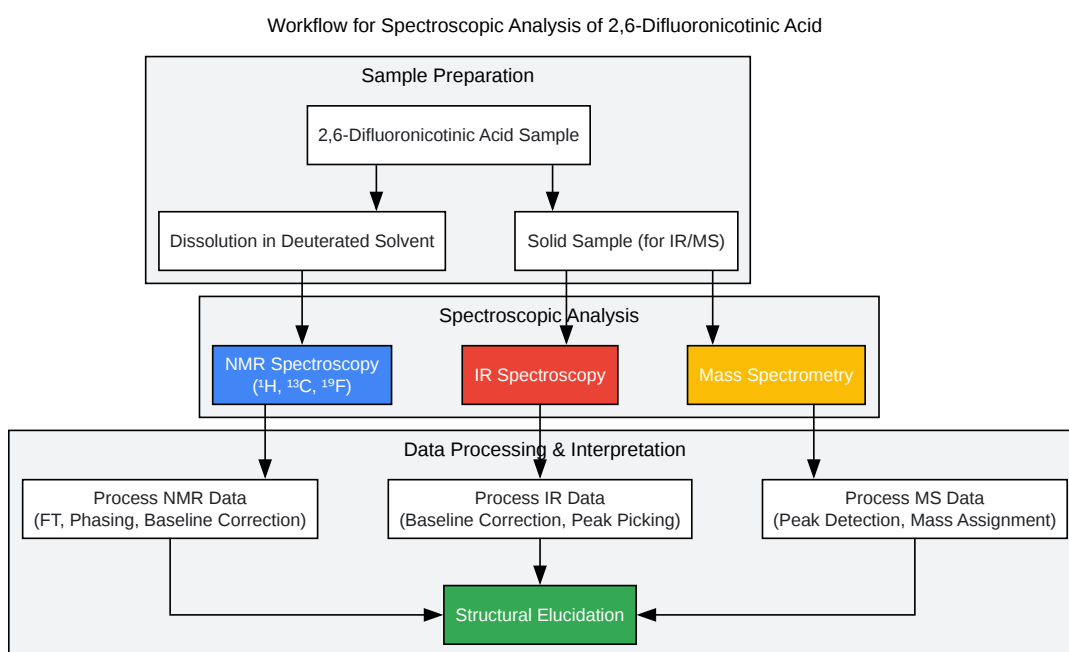 Workflow for Spectroscopic Analysis of 2,6-Difluoronicotinic Acid
Sample Preparation
2,6-Difluoronicotinic Acid Sample
Dissolution in Deuterated Solvent
Solid Sample (for IR/MS)
Spectroscopic Analysis
NMR Spectroscopy
(¹H, ¹³C, ¹⁹F)
IR Spectroscopy
Mass Spectrometry
Data Processing & Interpretation
Process NMR Data
(FT, Phasing, Baseline Correction)
Process IR Data
(Baseline Correction, Peak Picking)
Process MS Data
(Peak Detection, Mass Assignment)
Structural Elucidation